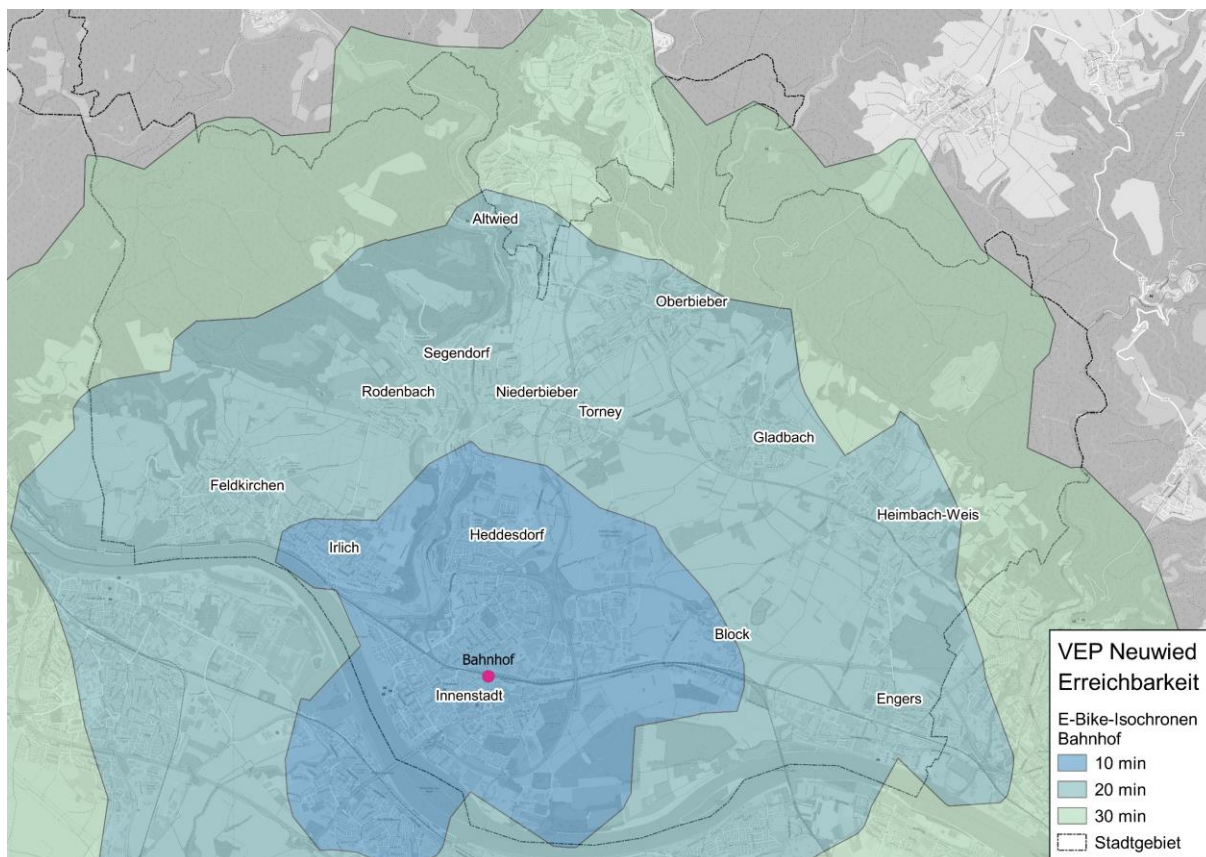 Altwied
Oberbieber
Segendorf
Rodenbach
Niederbieber
Torney
Gladbach
Feldkirchen
Heimbach-Weis
Heddesdorf
Irlich
Block
Bahnhof
Innenstadt
Engers
VEP Neuwied
Erreichbarkeit
E-Bike-Isochronen
Bahnhof
10 min
20 min
30 min
Stadtgebiet